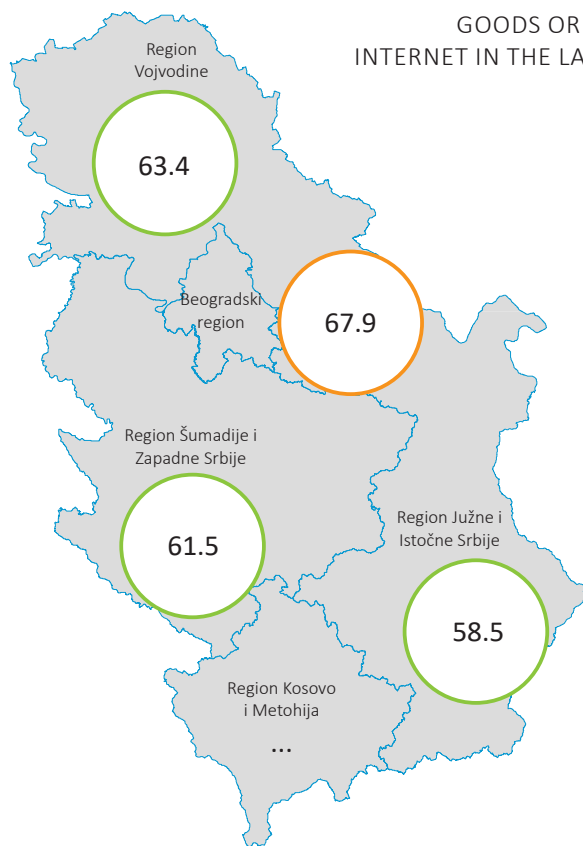 GOODS OR
INTERNET IN THE LA
Region
Vojvodine
63.4
Beogradski
region
67.9
Region Šumadije i
Zapadne Srbije
61.5
Region Južne i
Istočne Srbije
58.5
Region Kosovo
i Metohija
...